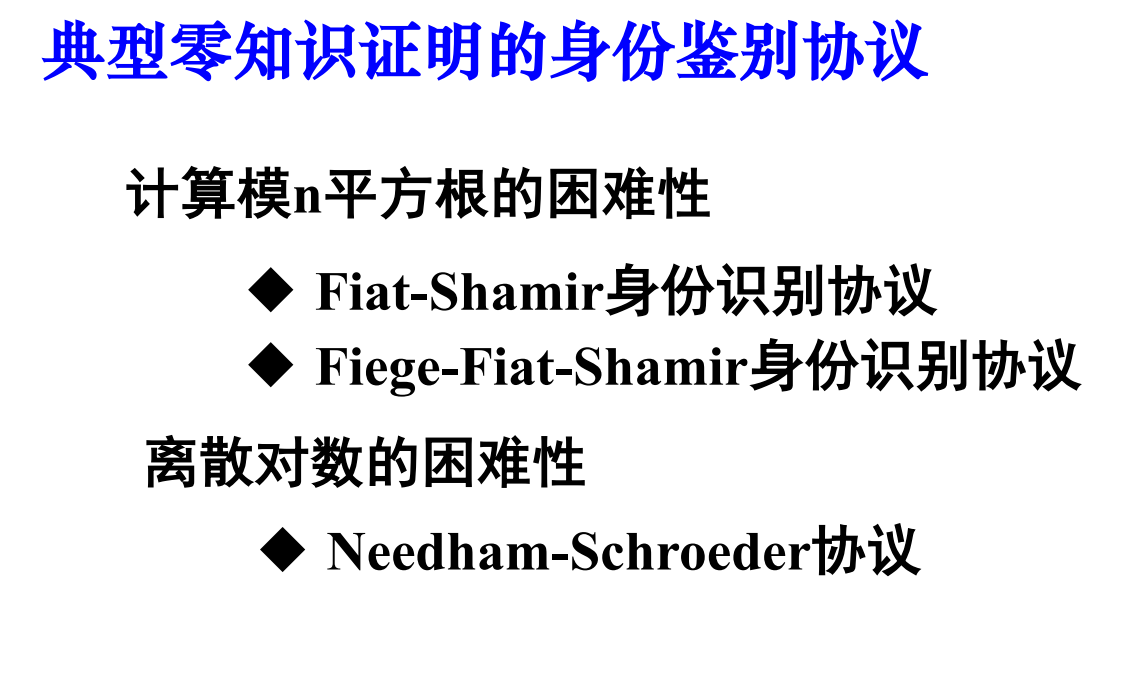 典型零知识证明的身份鉴别协议
计算模n平方根的困难性
◆ Fiat-Shamir身份识别协议
◆ Fiege-Fiat-Shamir身份识别协议
离散对数的困难性
◆ Needham-Schroeder协议